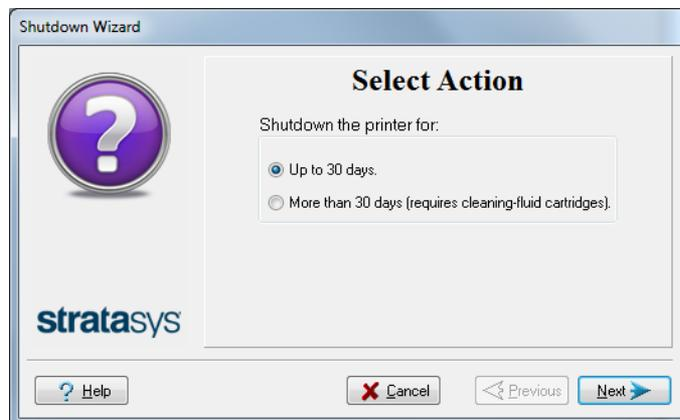 Shutdown Wizard
Select Action
Shutdown the printer for:
Up to 30 days.
More than 30 days (requires cleaning-fluid cartridges).
stratasys
? Help
Cancel
Previous
Next